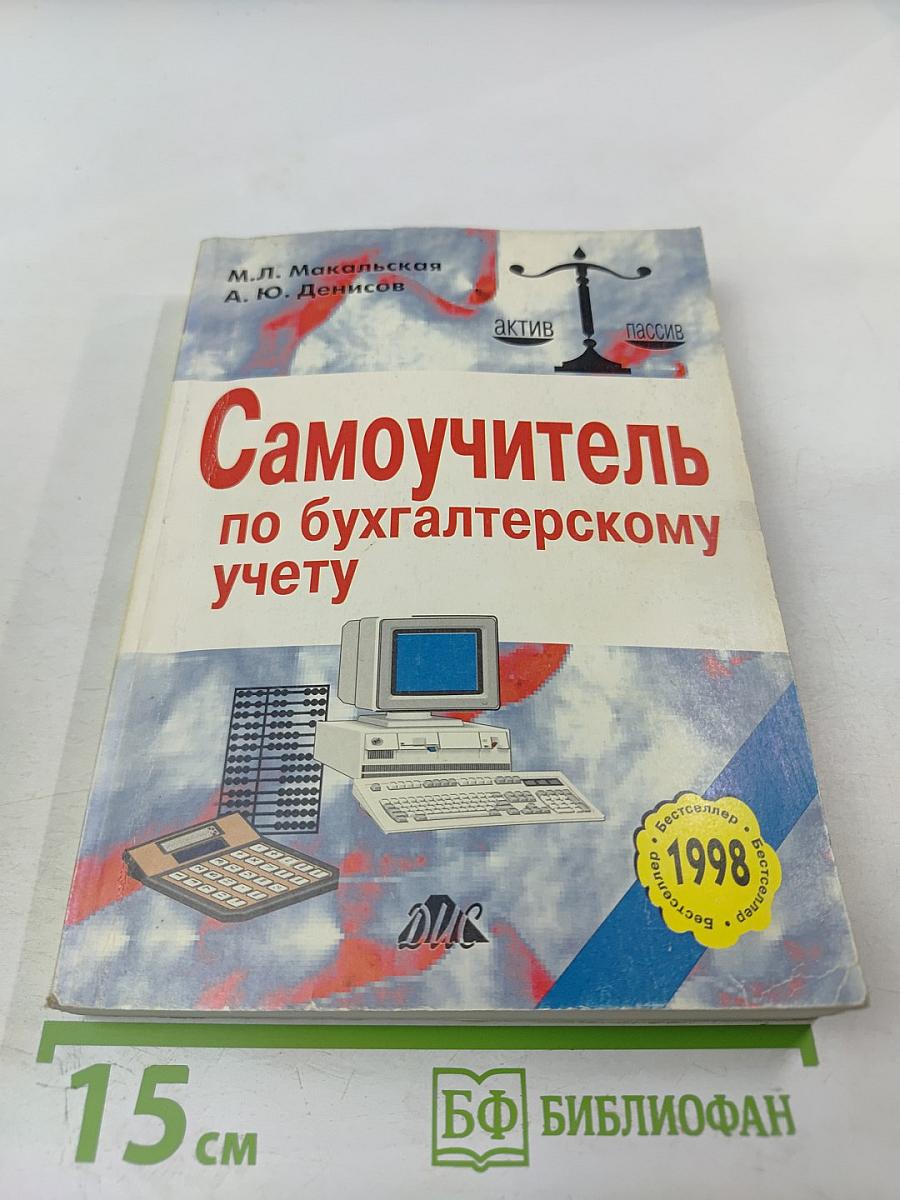 М.Л. Макальская
А. Ю. Денисов
актив
пассив
Самоучитель
по бухгалтерскому
учету
Бестселлер • Бестселлер • Бестселлер •
1998
ДИС
15 см
БФ БИБЛИОФАН